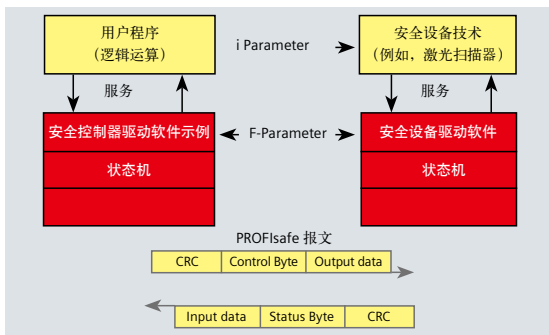 用户程序
（逻辑运算）
i Parameter
安全设备技术
（例如，激光扫描器）
服务
服务
安全控制器驱动软件示例
F-Parameter
安全设备驱动软件
状态机
状态机
PROFIsafe 报文
CRC Control Byte Output data
Input data Status Byte CRC